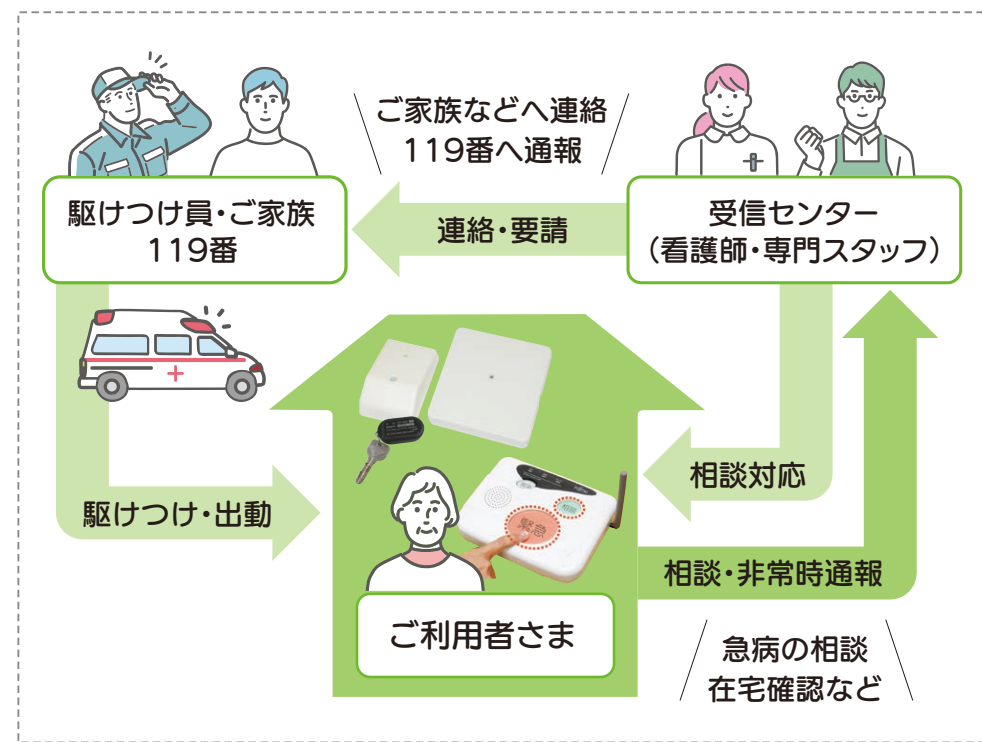 ご家族などへ連絡
119番へ通報
駆けつけ員・ご家族
119番
連絡・要請
受信センター
（看護師・専門スタッフ）
相談対応
駆けつけ・出動
緊急
相談・非常時通報
ご利用者さま
急病の相談
在宅確認など